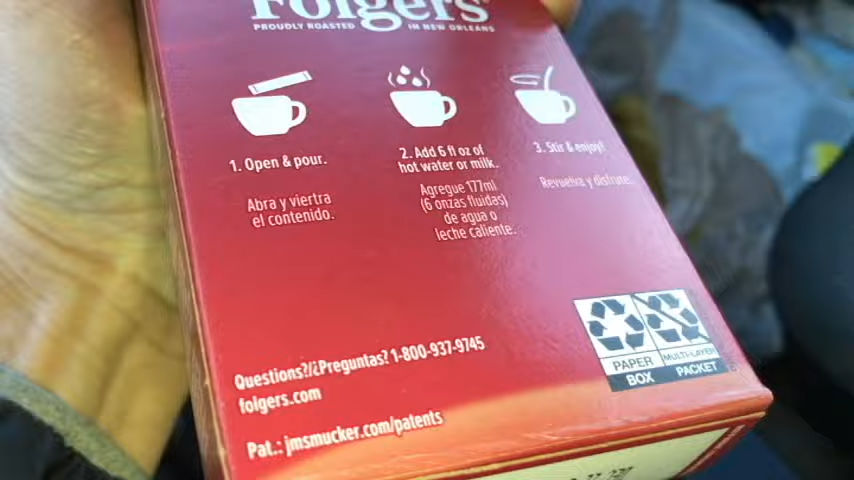 Folgers
PROUDLY ROASTED IN NEW ORLEANS
1. Open & pour.
Abra y viertra
el contenido.
2. Add 6 fl oz of
hot water or milk.
Agregue 177ml
(6 onzas fluidas)
de agua o
leche caliente.
3. Stir & enjoy!
Revuelva y disfrute.
Questions?/¿Preguntas? 1-800-937-9745
folgers.com
Pat.: jmsmucker.com/patents
PAPER
BOX
MULTI-LAYER
PACKET